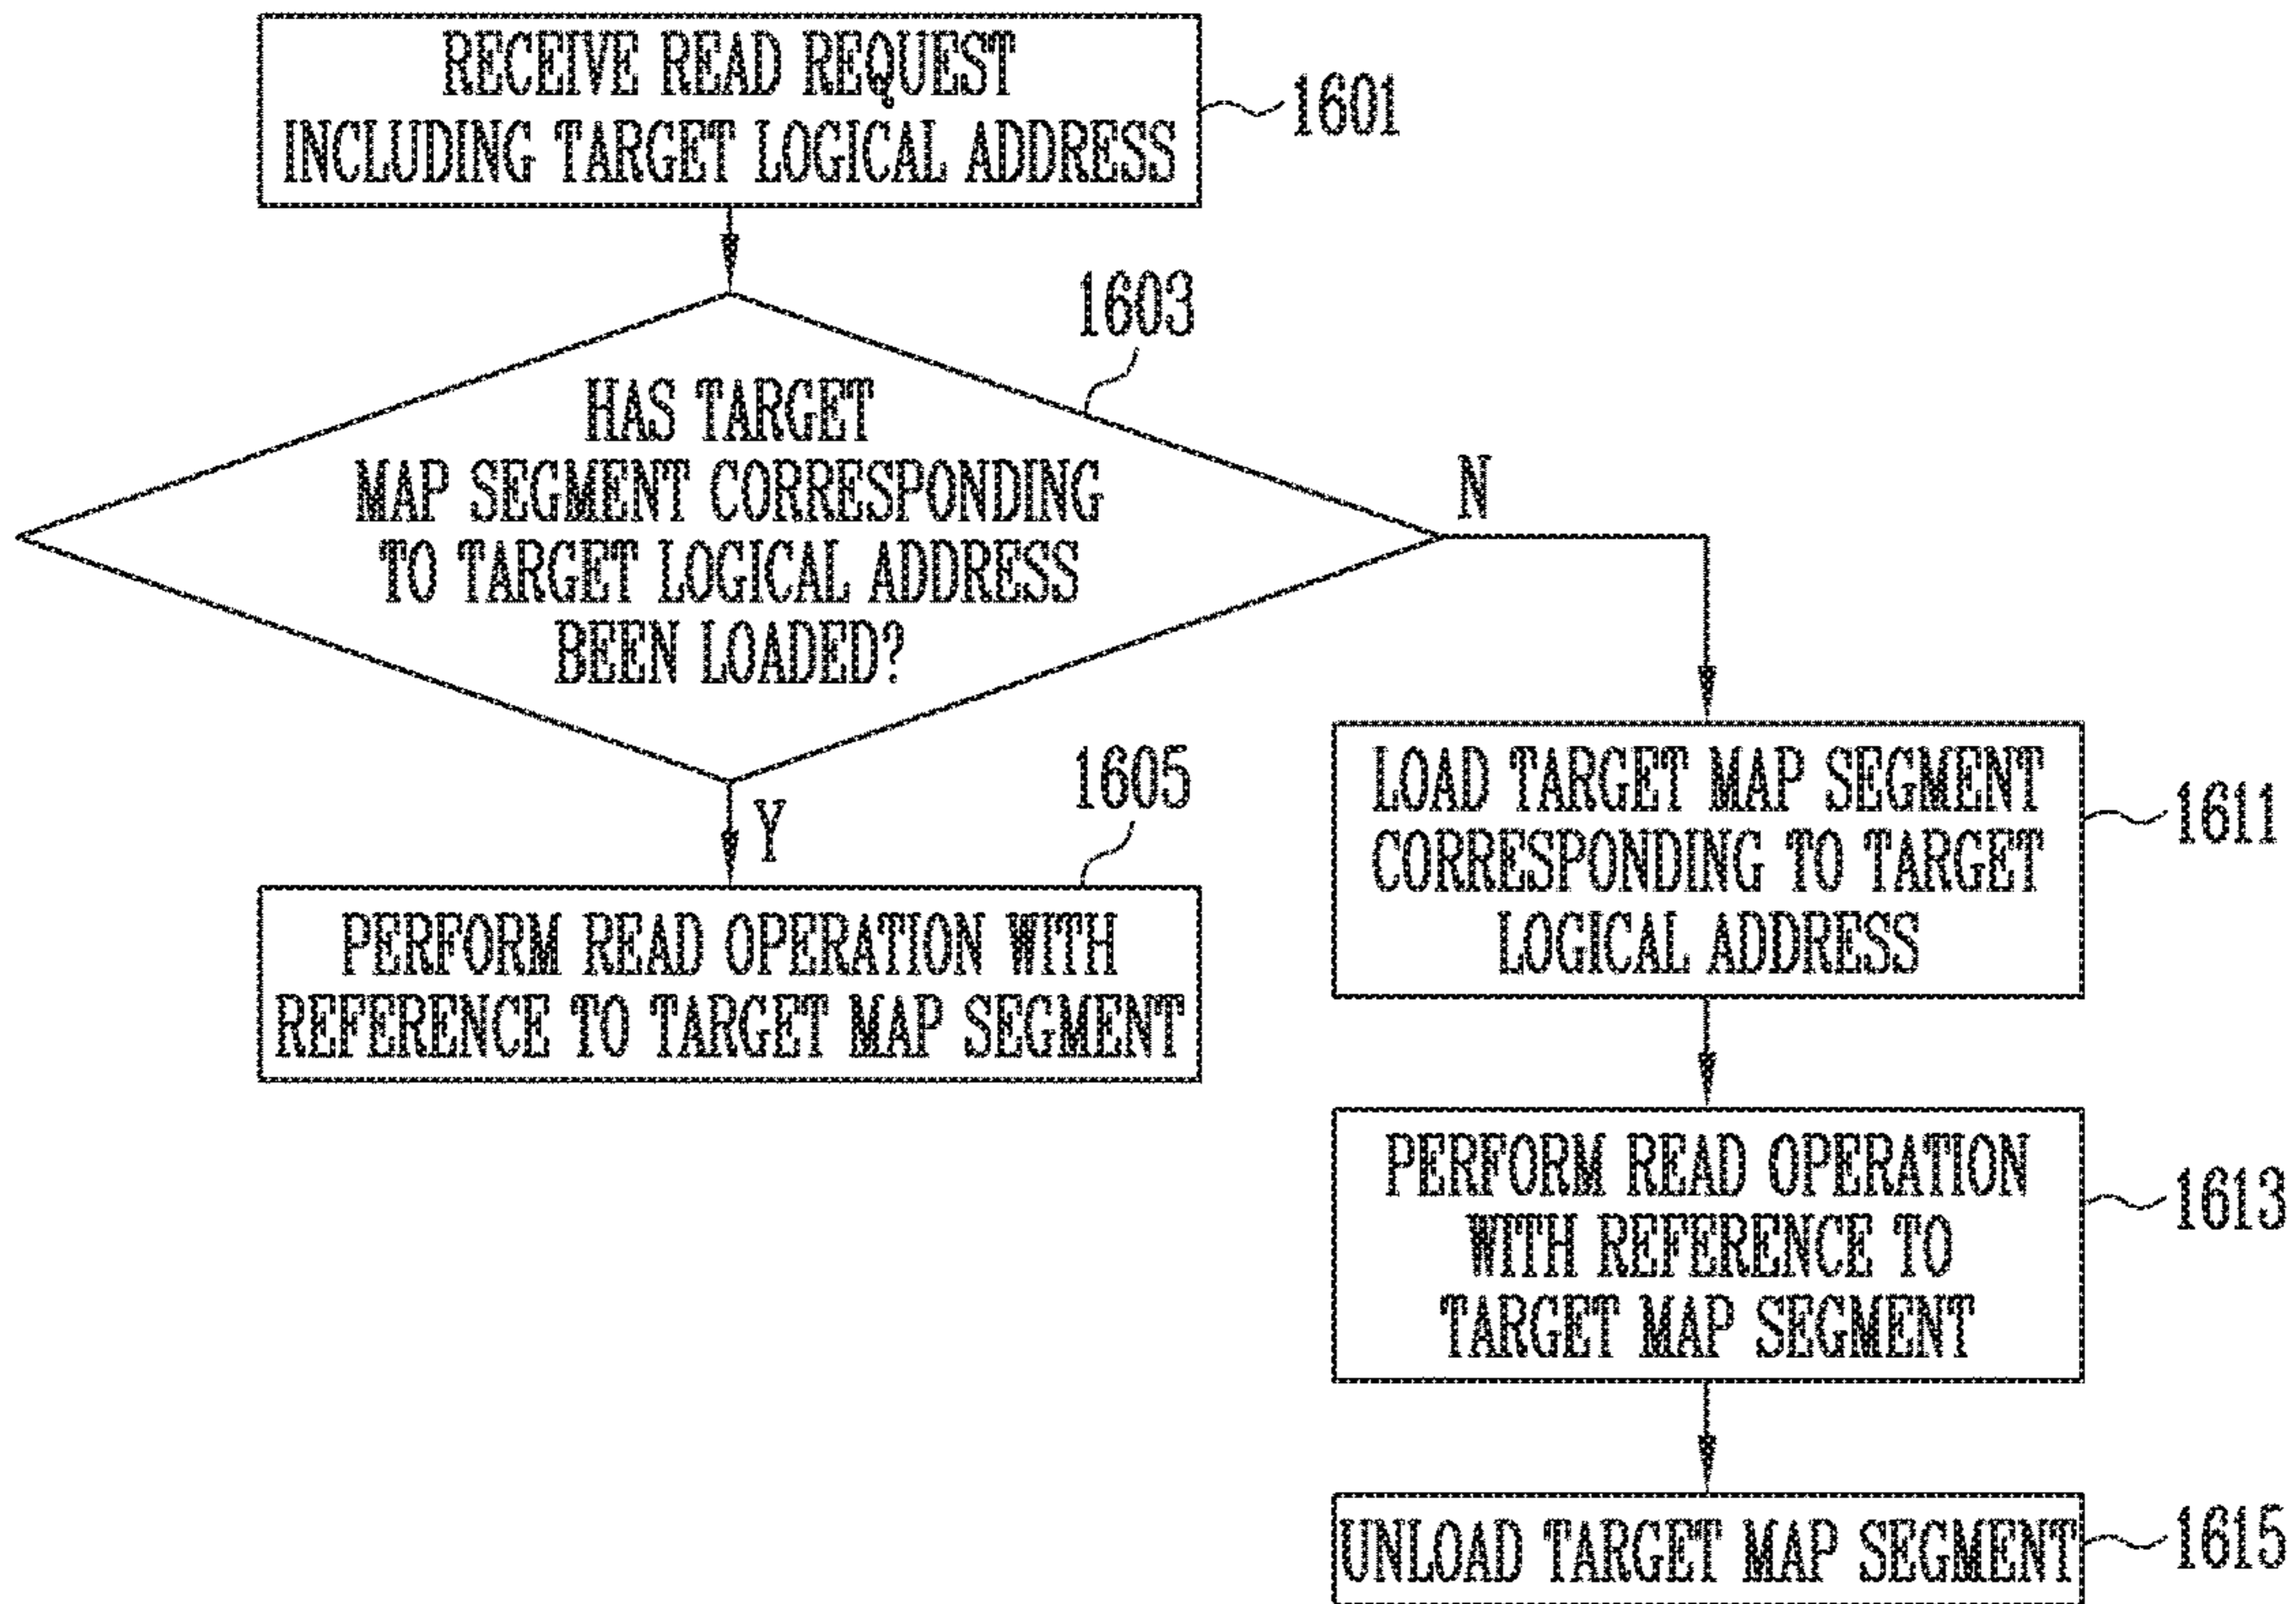 RECEIVE READ REQUEST
INCLUDING TARGET LOGICAL ADDRESS
1601
1603
HAS TARGET
MAP SEGMENT CORRESPONDING
TO TARGET LOGICAL ADDRESS
BEEN LOADED?
N
Y
1605
PERFORM READ OPERATION WITH
REFERENCE TO TARGET MAP SEGMENT
LOAD TARGET MAP SEGMENT
CORRESPONDING TO TARGET
LOGICAL ADDRESS
1611
PERFORM READ OPERATION
WITH REFERENCE TO
TARGET MAP SEGMENT
1613
UNLOAD TARGET MAP SEGMENT
1615